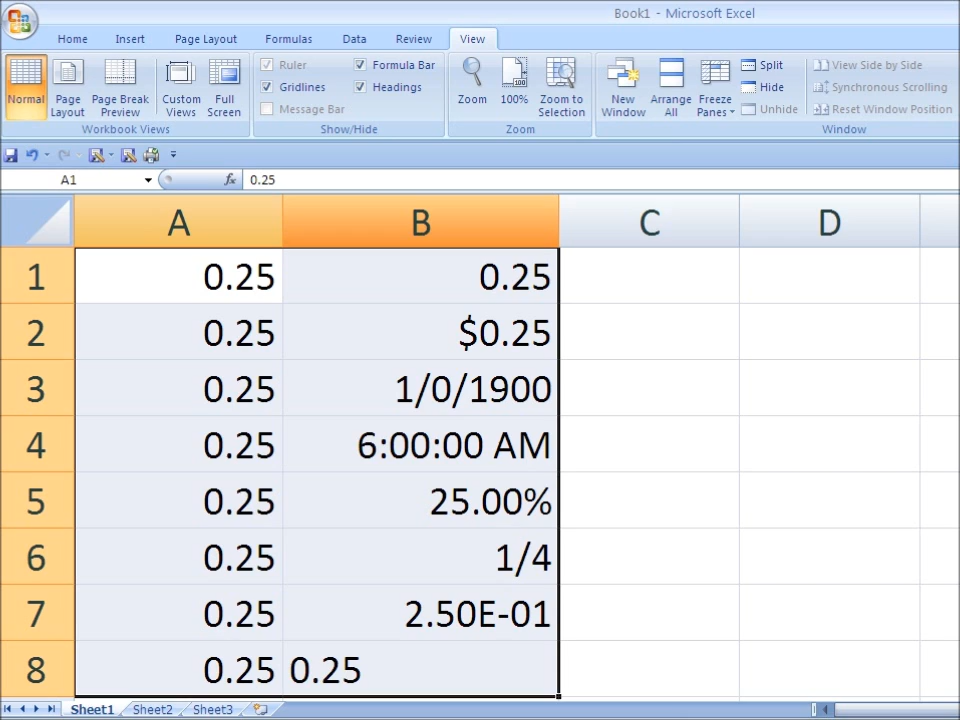 Book1 - Microsoft Excel
Home Insert Page Layout Formulas Data Review View
Normal
Page Layout
Page Break Preview
Custom Views
Full Screen
Workbook Views
Ruler
Formula Bar
Gridlines
Headings
Message Bar
Show/Hide
Zoom
100%
Zoom to Selection
Zoom
New Window
Arrange All
Freeze Panes
Split
Hide
Unhide
View Side by Side
Synchronous Scrolling
Reset Window Position
Window
A1 fx 0.25
A B C D
1 0.25 0.25
2 0.25 $0.25
3 0.25 1/0/1900
4 0.25 6:00:00 AM
5 0.25 25.00%
6 0.25 1/4
7 0.25 2.50E-01
8 0.25 0.25
Sheet1 Sheet2 Sheet3